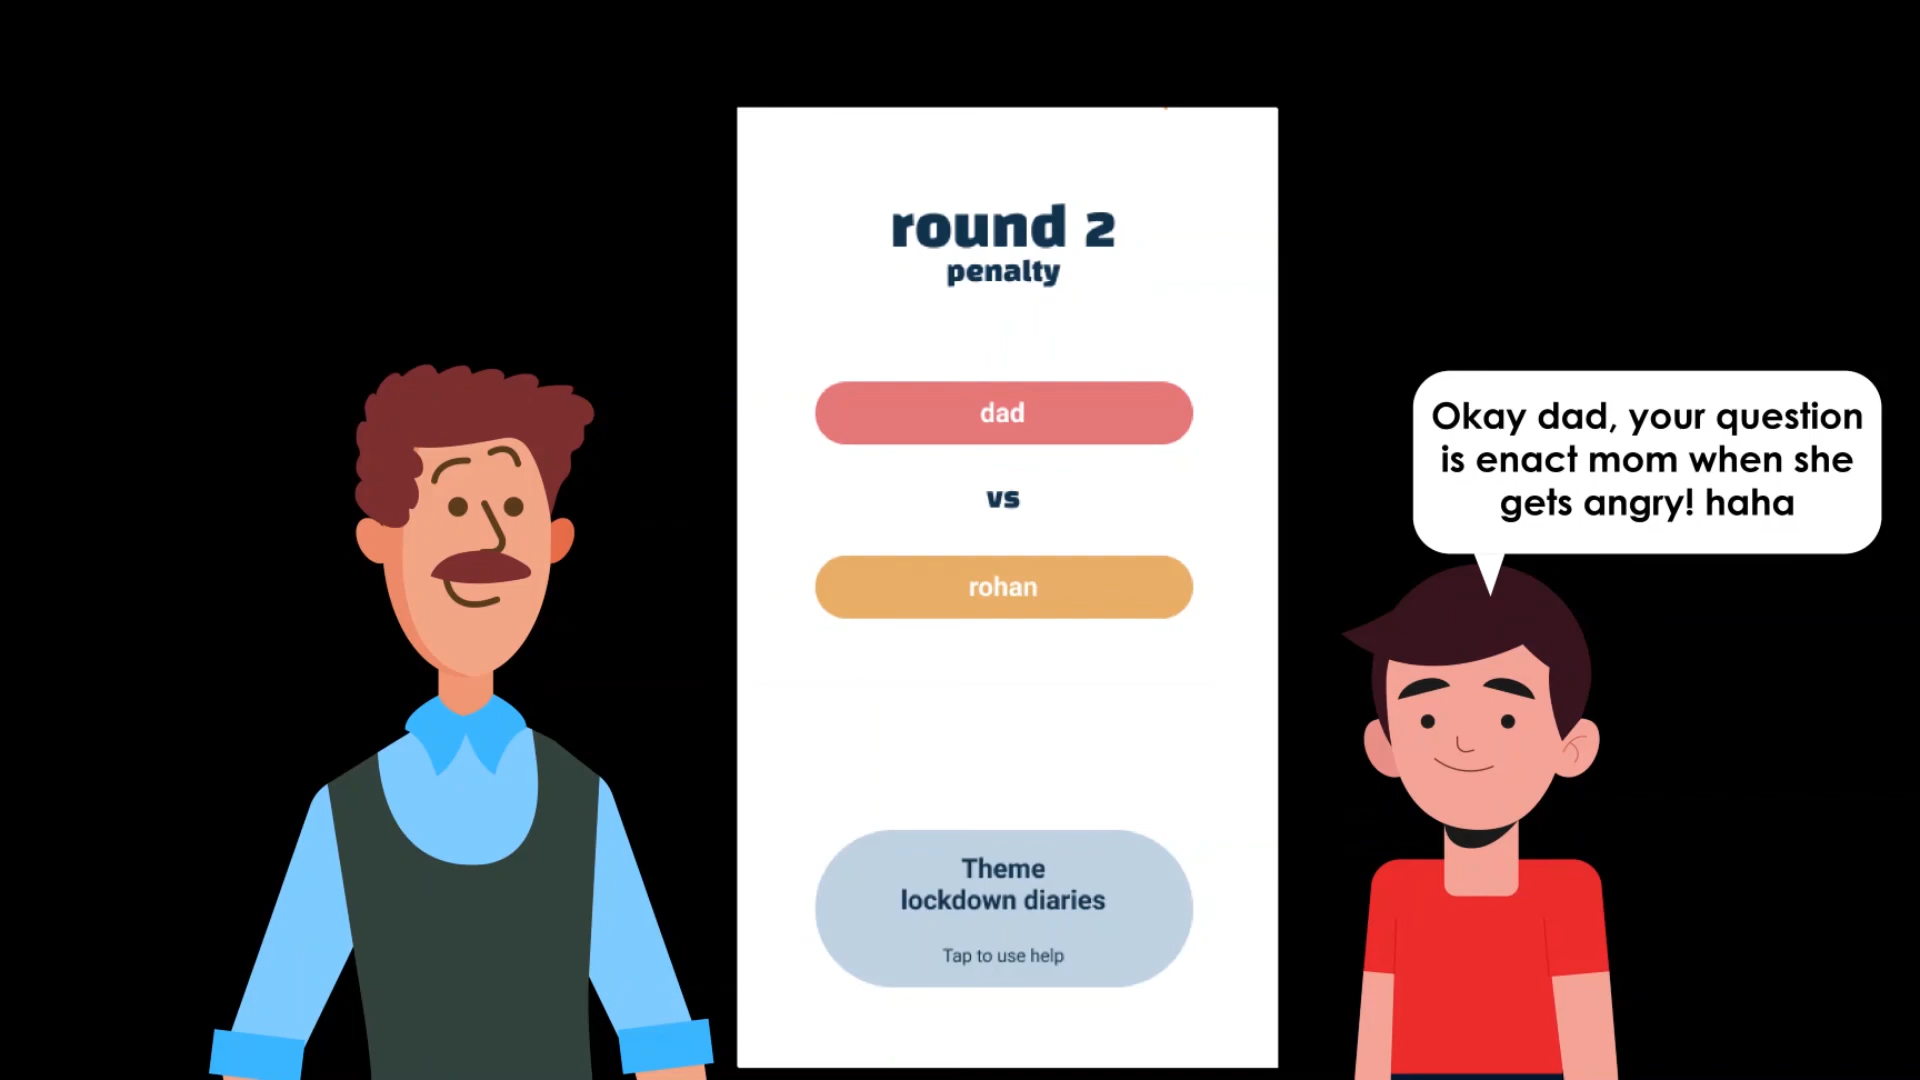 round 2
penalty
dad
vs
rohan
Theme
lockdown diaries
Tap to use help
Okay dad, your question
is enact mom when she
gets angry! haha